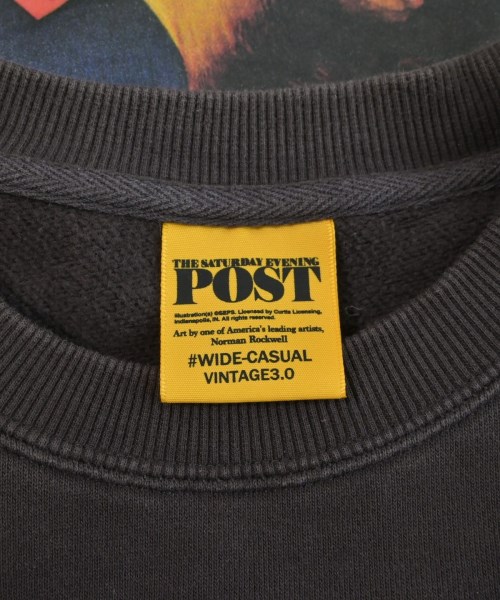 THE SATURDAY EVENING
POST
Illustration(s) ©SEPS. Licensed by Curtis Licensing,
Indianapolis, IN. All rights reserved.
Art by one of America's leading artists,
Norman Rockwell
#WIDE-CASUAL
VINTAGE3.0